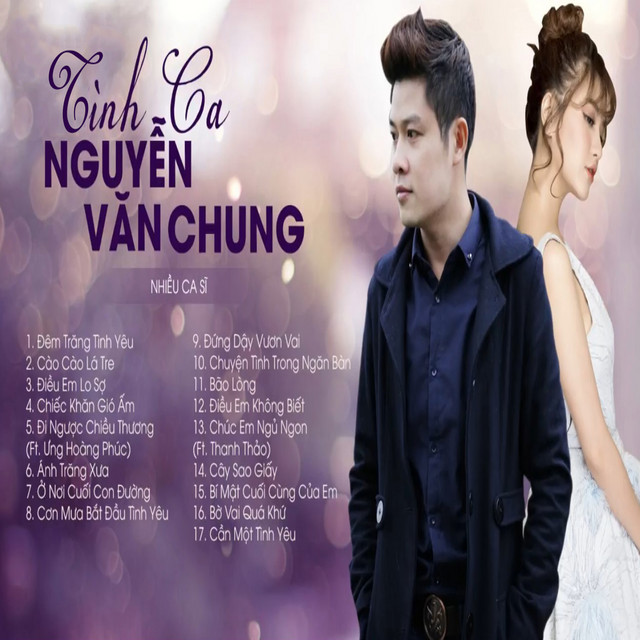 Tình Ca
NGUYỄN
VĂN CHUNG
NHIỀU CA SĨ
1. Đêm Trăng Tình Yêu
2. Cào Cào Lá Tre
3. Điều Em Lo Sợ
4. Chiếc Khăn Gió Ấm
5. Đi Ngược Chiều Thương
(Ft. Ưng Hoàng Phúc)
6. Ánh Trăng Xưa
7. Ở Nơi Cuối Con Đường
8. Cơn Mưa Bắt Đầu Tình Yêu
9. Đứng Dậy Vươn Vai
10. Chuyện Tình Trong Ngăn Bàn
11. Bão Lòng
12. Điều Em Không Biết
13. Chúc Em Ngủ Ngon
(Ft. Thanh Thảo)
14. Cây Sao Giấy
15. Bí Mật Cuối Cùng Của Em
16. Bờ Vai Quá Khứ
17. Cần Một Tình Yêu